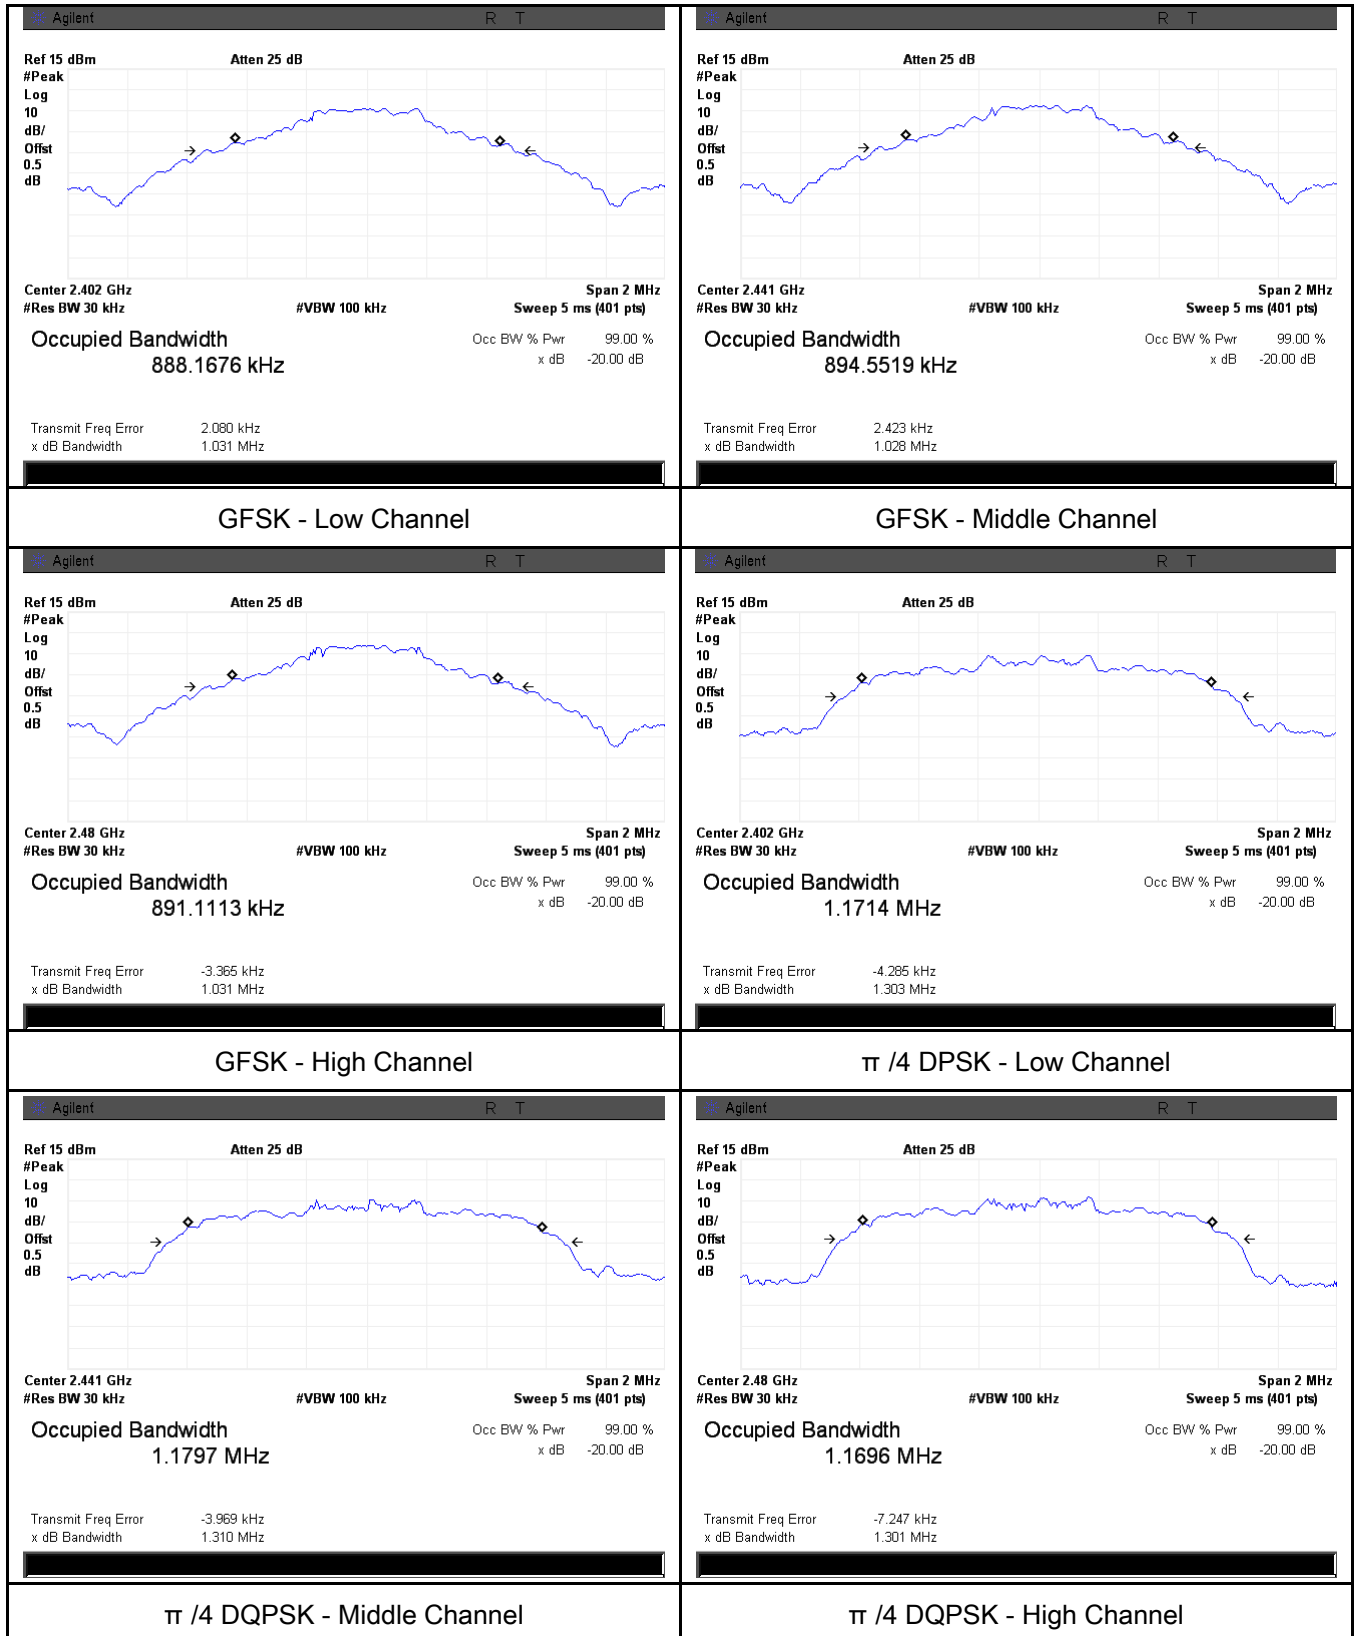 Agilent R T
Ref 15 dBm Atten 25 dB
#Peak
Log
10
dB/
Offst
0.5
dB
Center 2.402 GHz Span 2 MHz
#Res BW 30 kHz #VBW 100 kHz Sweep 5 ms (401 pts)
Occupied Bandwidth Occ BW % Pwr 99.00 %
888.1676 kHz x dB -20.00 dB
Transmit Freq Error 2.080 kHz
x dB Bandwidth 1.031 MHz
GFSK - Low Channel
Agilent R T
Ref 15 dBm Atten 25 dB
#Peak
Log
10
dB/
Offst
0.5
dB
Center 2.441 GHz Span 2 MHz
#Res BW 30 kHz #VBW 100 kHz Sweep 5 ms (401 pts)
Occupied Bandwidth Occ BW % Pwr 99.00 %
894.5519 kHz x dB -20.00 dB
Transmit Freq Error 2.423 kHz
x dB Bandwidth 1.028 MHz
GFSK - Middle Channel
Agilent R T
Ref 15 dBm Atten 25 dB
#Peak
Log
10
dB/
Offst
0.5
dB
Center 2.48 GHz Span 2 MHz
#Res BW 30 kHz #VBW 100 kHz Sweep 5 ms (401 pts)
Occupied Bandwidth Occ BW % Pwr 99.00 %
891.1113 kHz x dB -20.00 dB
Transmit Freq Error -3.365 kHz
x dB Bandwidth 1.031 MHz
GFSK - High Channel
Agilent R T
Ref 15 dBm Atten 25 dB
#Peak
Log
10
dB/
Offst
0.5
dB
Center 2.402 GHz Span 2 MHz
#Res BW 30 kHz #VBW 100 kHz Sweep 5 ms (401 pts)
Occupied Bandwidth Occ BW % Pwr 99.00 %
1.1714 MHz x dB -20.00 dB
Transmit Freq Error -4.285 kHz
x dB Bandwidth 1.303 MHz
π /4 DPSK - Low Channel
Agilent R T
Ref 15 dBm Atten 25 dB
#Peak
Log
10
dB/
Offst
0.5
dB
Center 2.441 GHz Span 2 MHz
#Res BW 30 kHz #VBW 100 kHz Sweep 5 ms (401 pts)
Occupied Bandwidth Occ BW % Pwr 99.00 %
1.1797 MHz x dB -20.00 dB
Transmit Freq Error -3.969 kHz
x dB Bandwidth 1.310 MHz
π /4 DQPSK - Middle Channel
Agilent R T
Ref 15 dBm Atten 25 dB
#Peak
Log
10
dB/
Offst
0.5
dB
Center 2.48 GHz Span 2 MHz
#Res BW 30 kHz #VBW 100 kHz Sweep 5 ms (401 pts)
Occupied Bandwidth Occ BW % Pwr 99.00 %
1.1696 MHz x dB -20.00 dB
Transmit Freq Error -7.247 kHz
x dB Bandwidth 1.301 MHz
π /4 DQPSK - High Channel